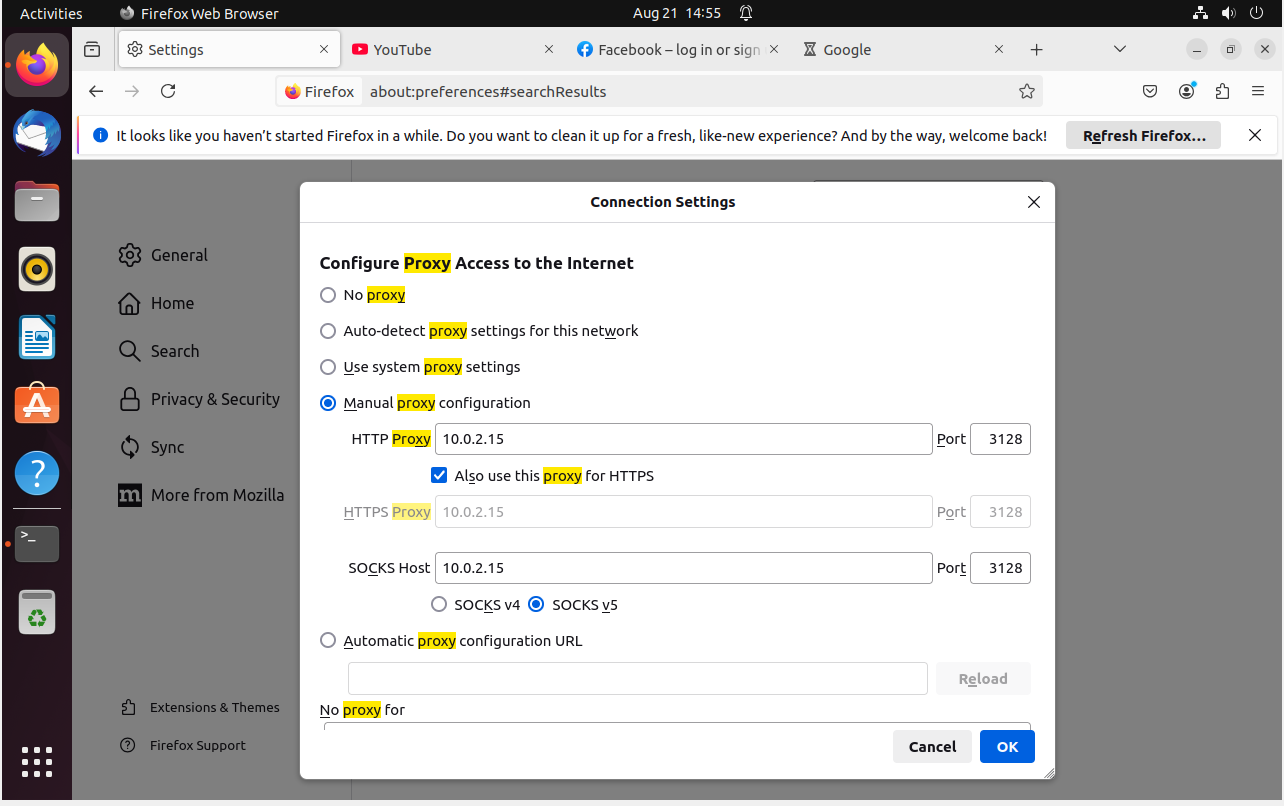 Activities
Firefox Web Browser
Aug 21 14:55
Settings
YouTube
Facebook – log in or sign
Google
Firefox
about:preferences#searchResults
It looks like you haven’t started Firefox in a while. Do you want to clean it up for a fresh, like-new experience? And by the way, welcome back!
Refresh Firefox…
General
Home
Search
Privacy & Security
Sync
m
More from Mozilla
Extensions & Themes
Firefox Support
Connection Settings
Configure Proxy Access to the Internet
No proxy
Auto-detect proxy settings for this network
Use system proxy settings
Manual proxy configuration
HTTP Proxy 10.0.2.15 Port 3128
Also use this proxy for HTTPS
HTTPS Proxy 10.0.2.15 Port 3128
SOCKS Host 10.0.2.15 Port 3128
SOCKS v4 SOCKS v5
Automatic proxy configuration URL
Reload
No proxy for
Cancel OK